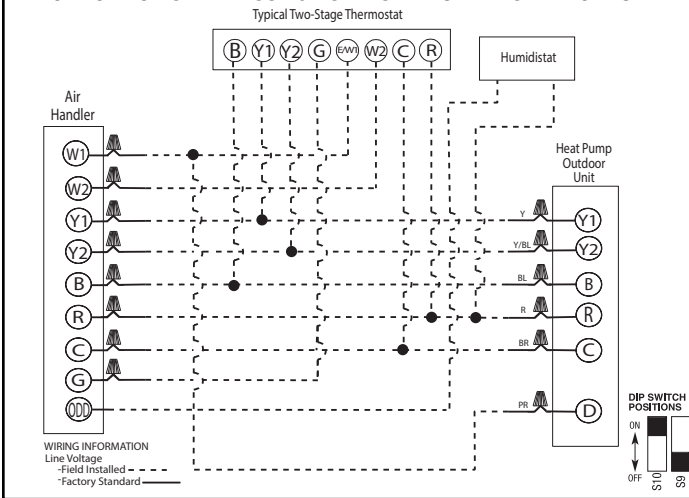 Typical Two-Stage Thermostat
B Y1 Y2 G E/W1 W2 C R
Humidistat
Air
Handler
W1
W2
Y1
Y2
B
R
C
G
ODD
Heat Pump
Outdoor
Unit
Y Y1
Y/BL Y2
BL B
R R
BR C
PR D
DIP SWITCH
POSITIONS
ON
OFF
S10
S9
WIRING INFORMATION
Line Voltage
-Field Installed
-Factory Standard